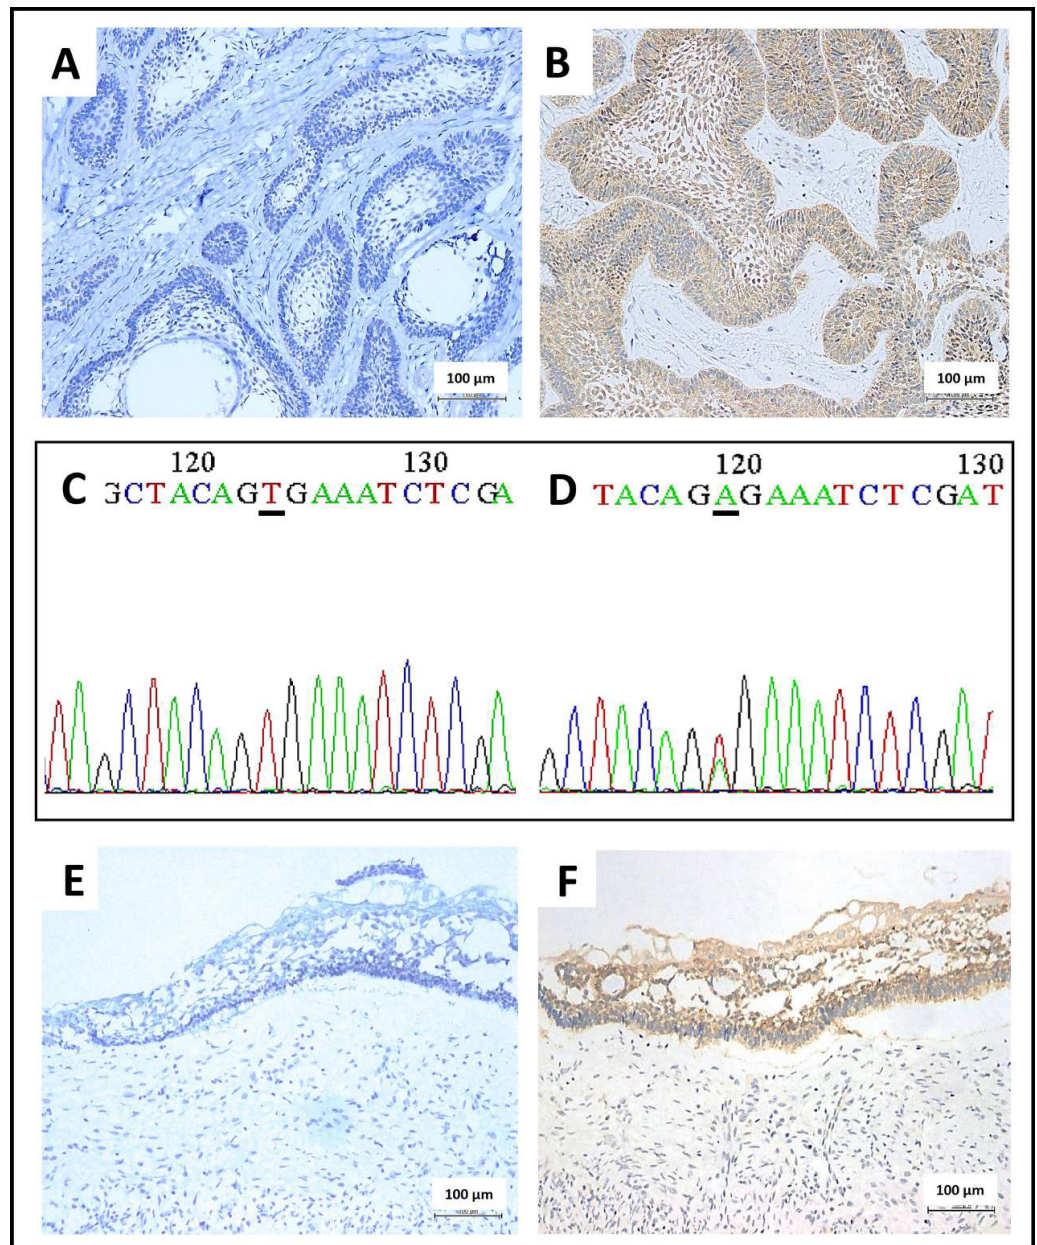 A
B
100 µm
100 µm
C
120
130
GCTACAGTGAAATCTCGA
D
120
130
TACAGAGAAATCTCGAT
E
F
100 µm
100 µm